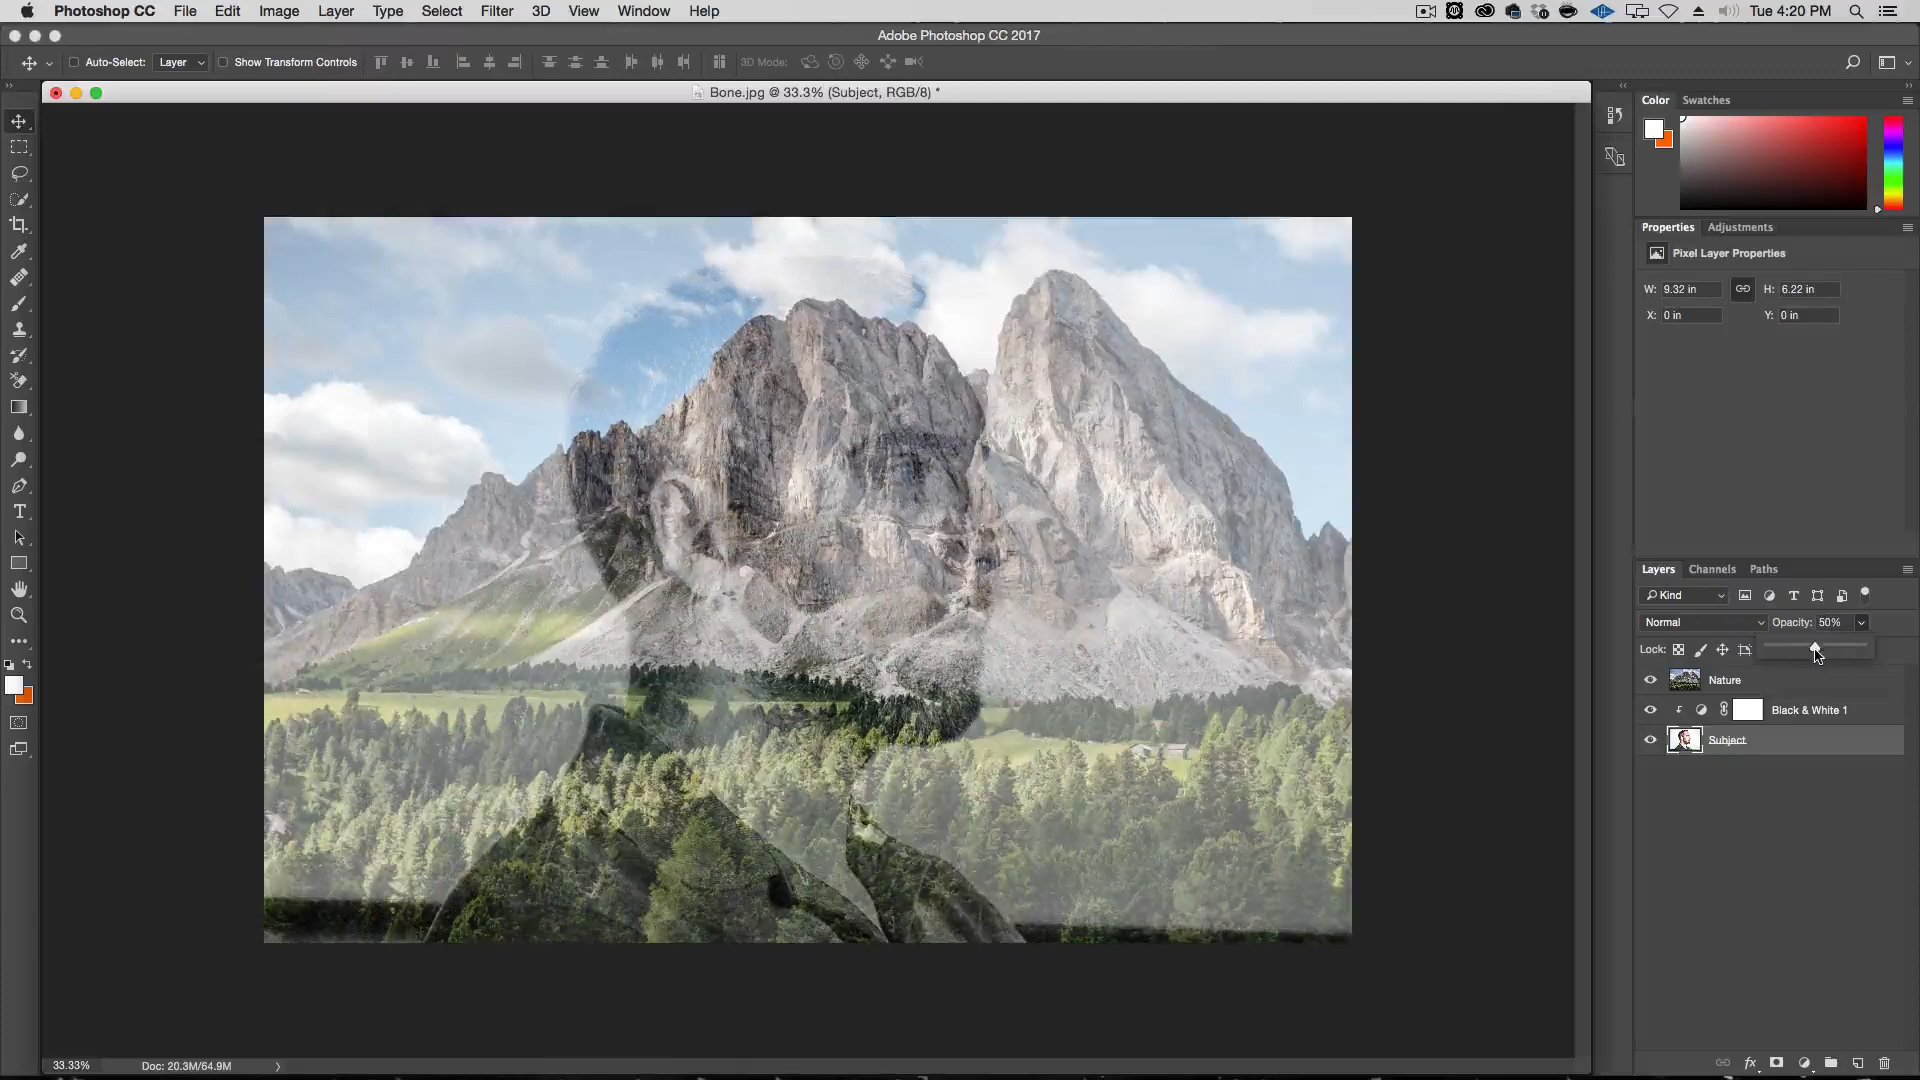 Photoshop CC File Edit Image Layer Type Select Filter 3D View Window Help Tue 4:20 PM
Adobe Photoshop CC 2017
Auto-Select: Layer Show Transform Controls 3D Mode:
Bone.jpg @ 33.3% (Subject, RGB/8) *
Color Swatches
Properties Adjustments
Pixel Layer Properties
W: 9.32 in H: 6.22 in
X: 0 in Y: 0 in
Layers Channels Paths
Kind
Normal Opacity: 50%
Lock:
Nature
Black & White 1
Subject
33.33% Doc: 20.3M/64.9M